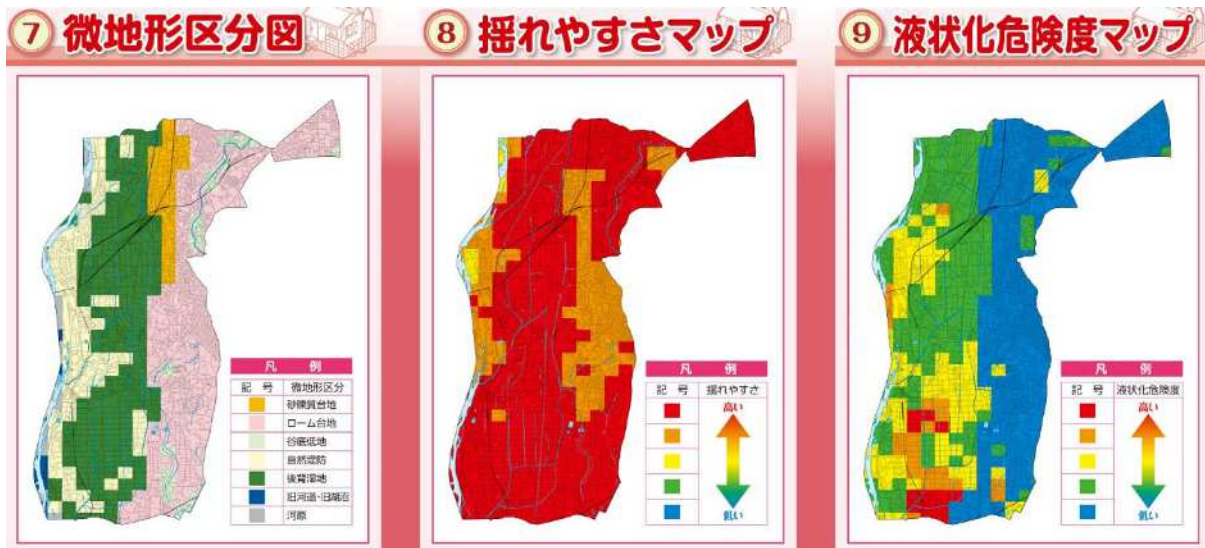 ⑦ 微地形区分図
凡 例
記 号 微地形区分
砂礫質台地
ローム台地
谷底低地
自然堤防
後背湿地
旧河道・旧湖沼
河原
⑧ 揺れやすさマップ
凡 例
記 号 揺れやすさ
高い
低い
⑨ 液状化危険度マップ
凡 例
記 号 液状化危険度
高い
低い